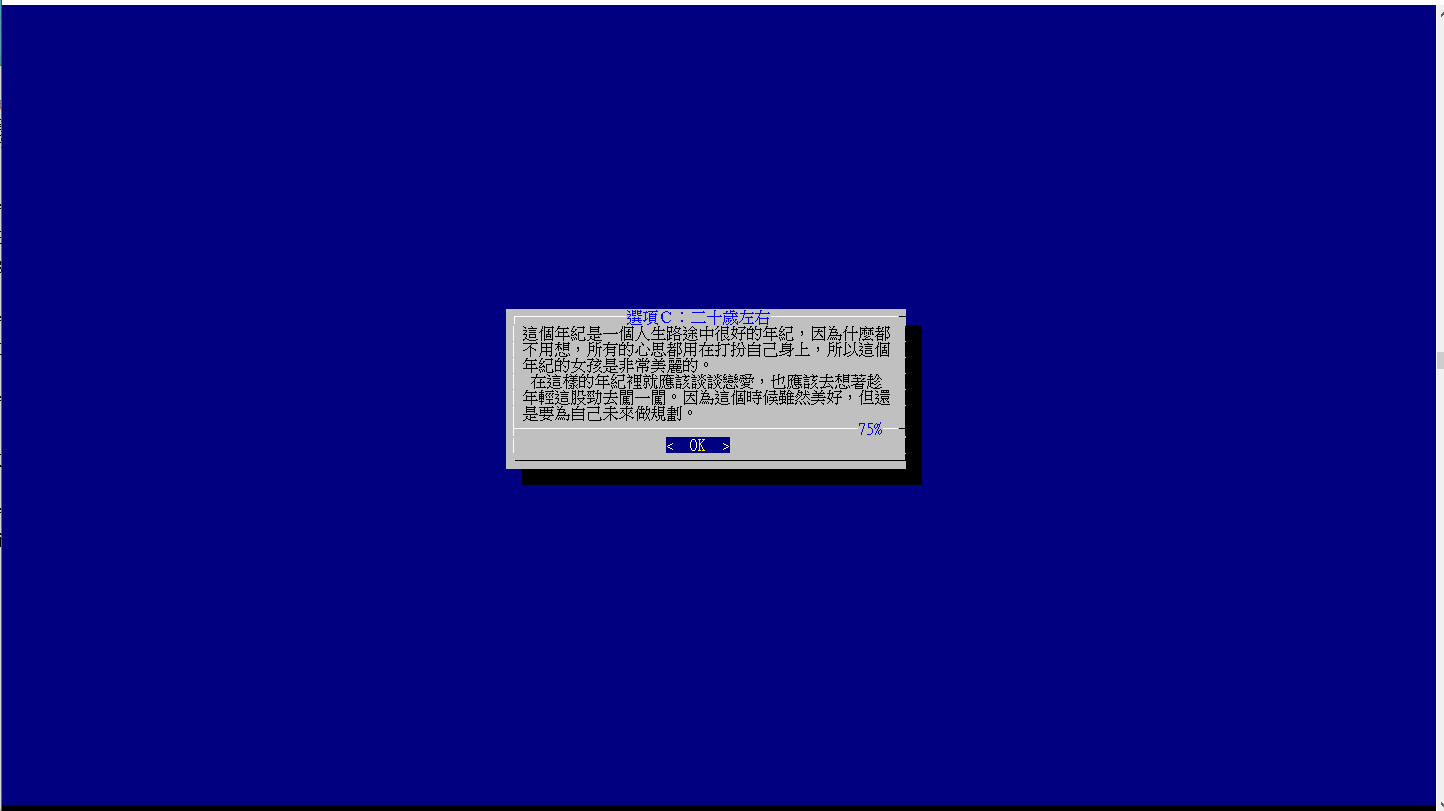 選項C：二十歲左右
這個年紀是一個人生路途中很好的年紀，因為什麼都
不用想，所有的心思都用在打扮自己身上，所以這個
年紀的女孩是非常美麗的。
在這樣的年紀裡就應該談談戀愛，也應該去想著趁
年輕這股勁去闖一闖。因為這個時候雖然美好，但還
是要為自己未來做規劃。
75%
< OK >